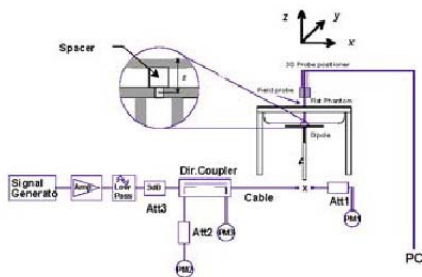 z
y
x
Spacer
s
3D Probe positioner
Field probe
Flat Phantom
Dipole
Signal
Generato
Amp
Low
Pass
3dB
Att3
Dir.Coupler
Cable
x
Att1
PM1
Att2
PM3
PM2
PC